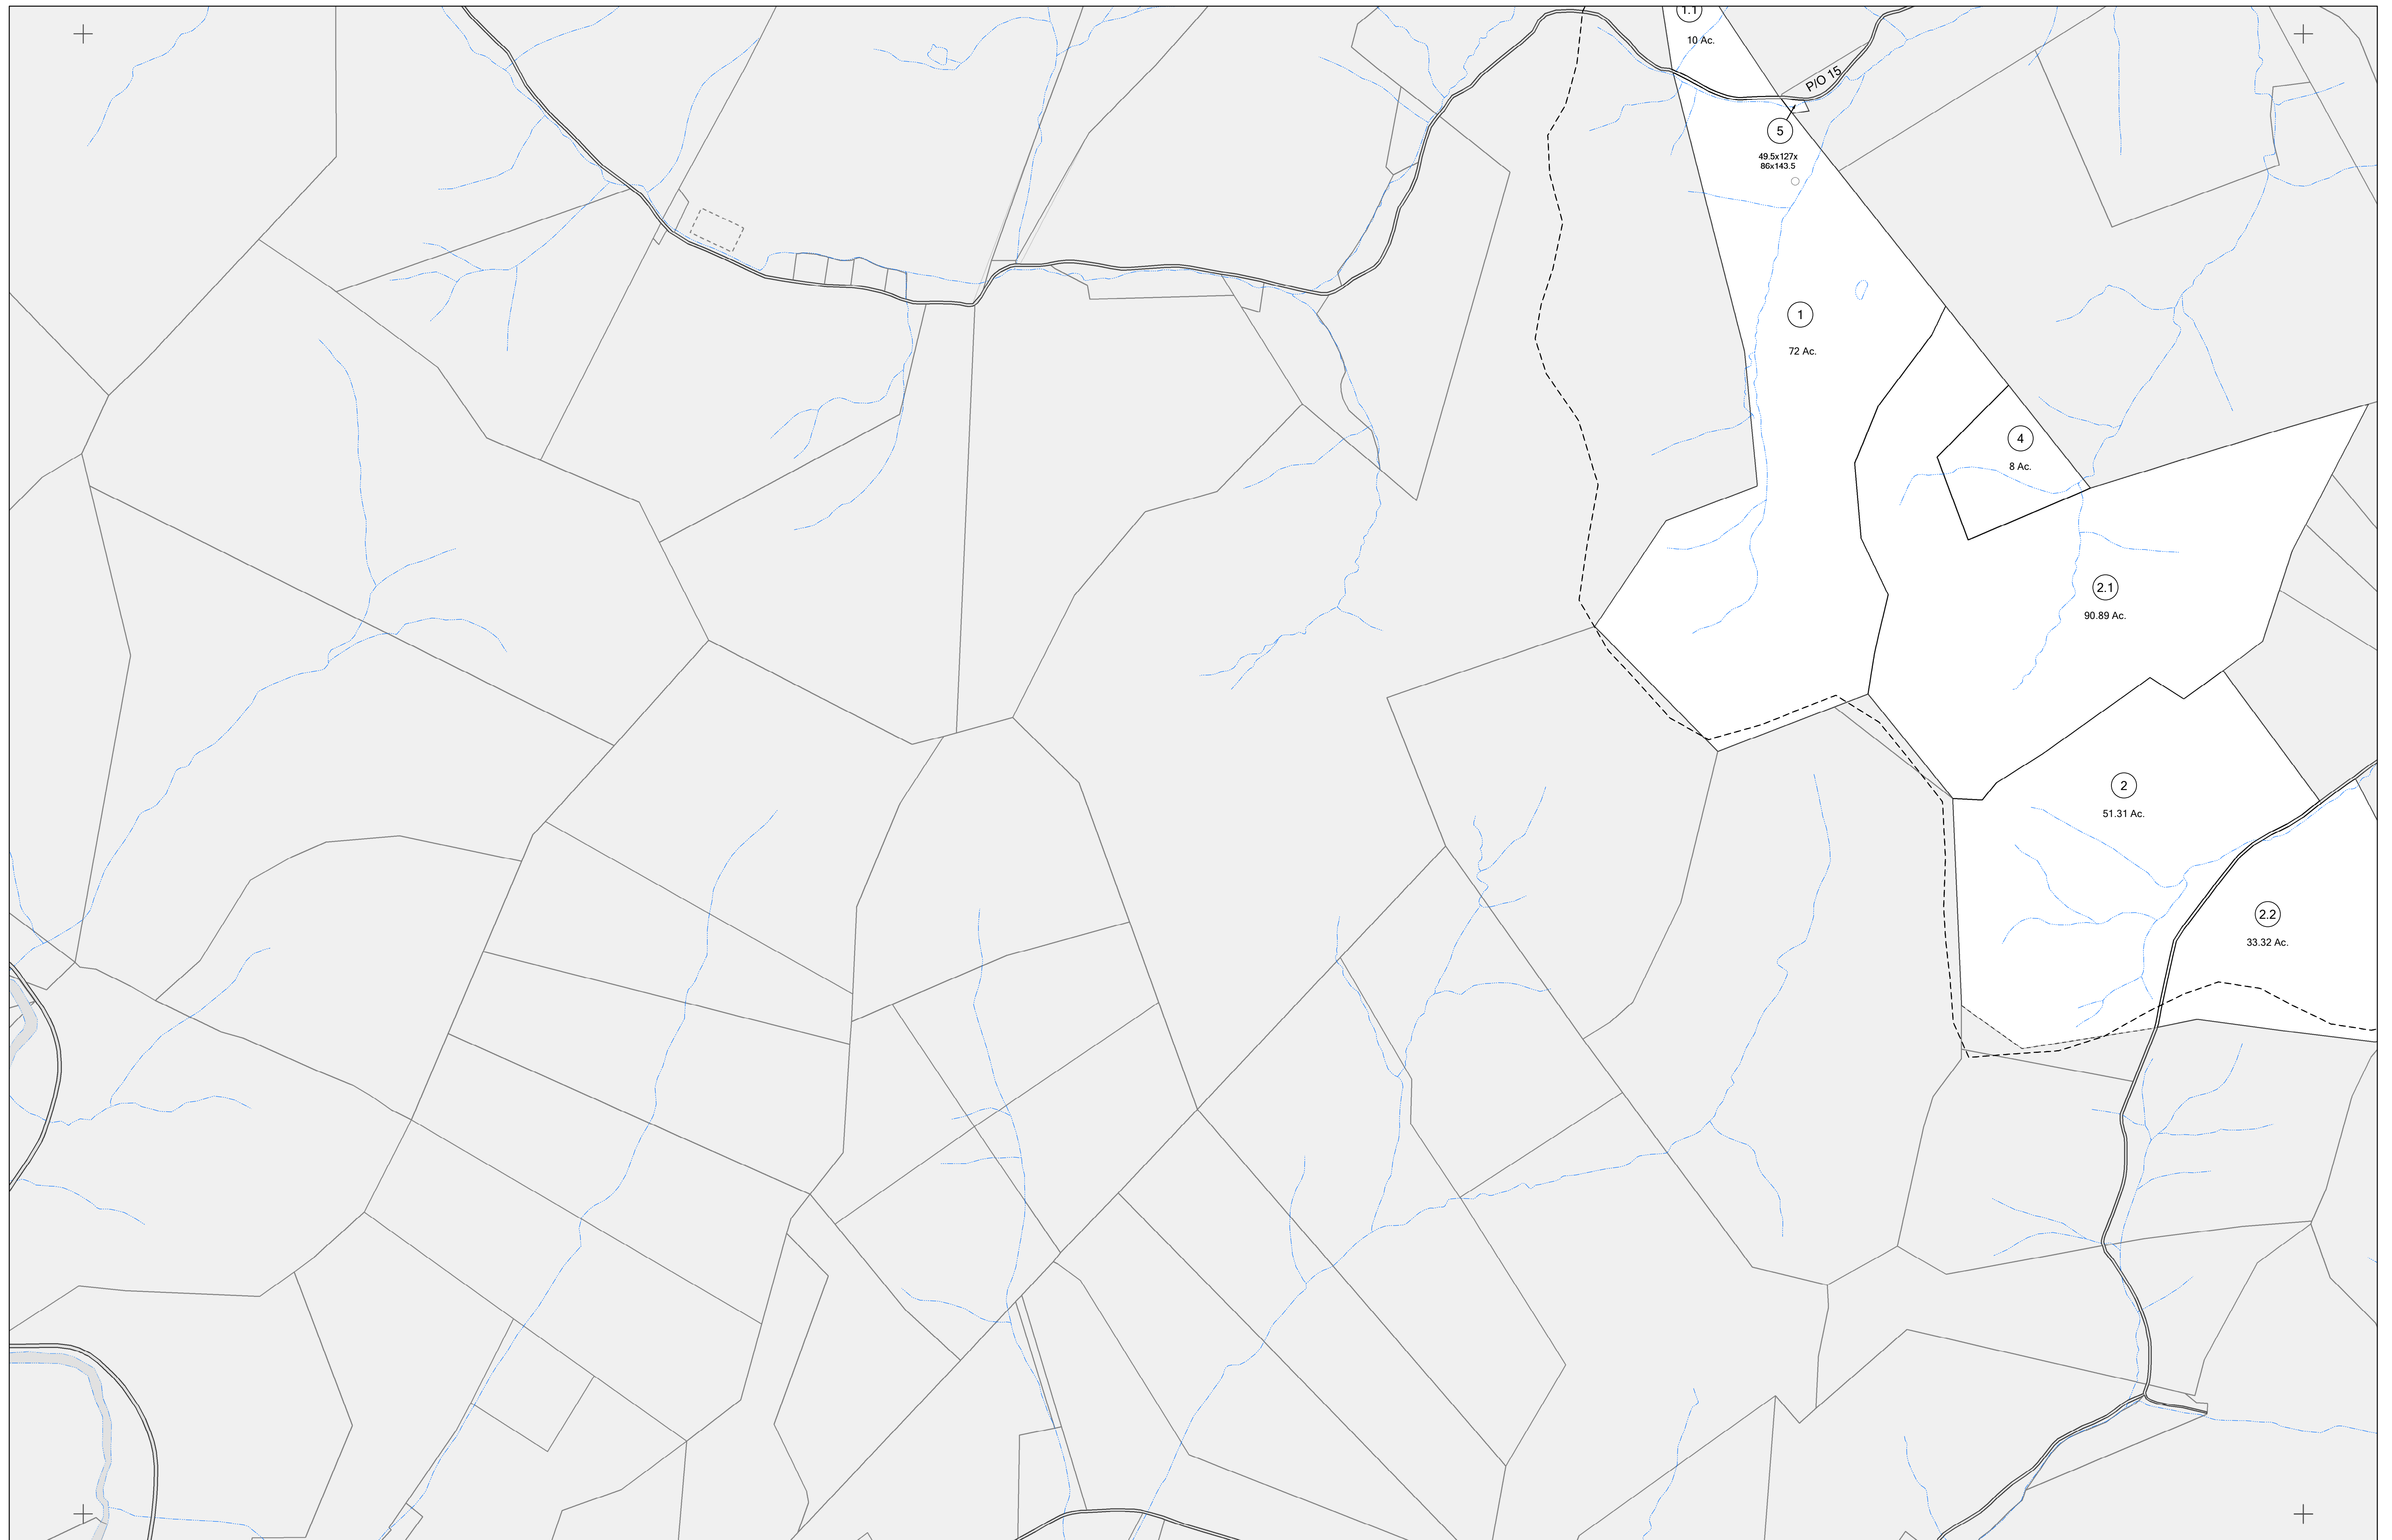 1.1
10 Ac.
P/O 15
5
49.5x127x
86x143.5
1
72 Ac.
4
8 Ac.
2.1
90.89 Ac.
2
51.31 Ac.
2.2
33.32 Ac.